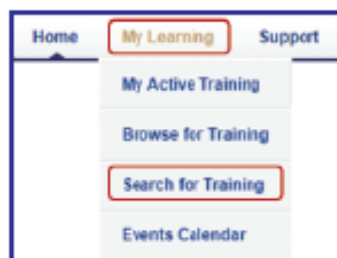 Home My Learning Support
My Active Training
Browse for Training
Search for Training
Events Calendar